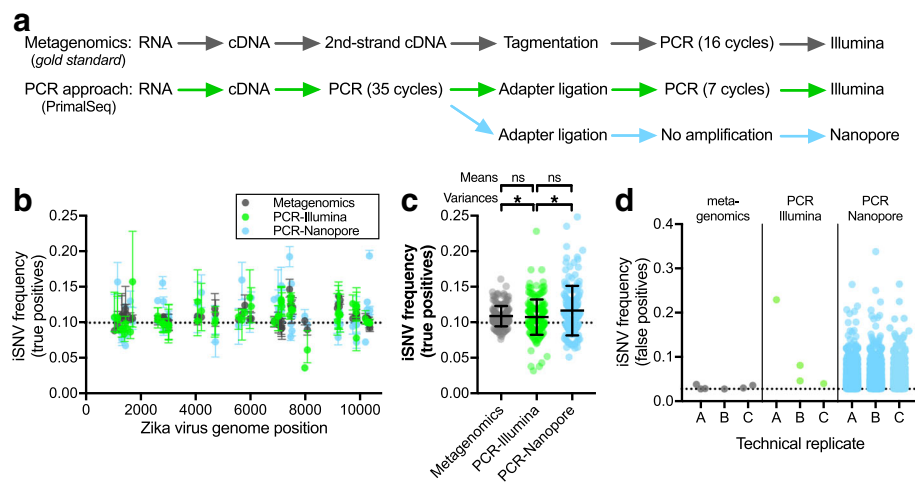 a
Metagenomics: RNA cDNA 2nd-strand cDNA Tagmentation PCR (16 cycles) Illumina
(gold standard)
PCR approach: RNA cDNA PCR (35 cycles) Adapter ligation PCR (7 cycles) Illumina
(PrimalSeq)
Adapter ligation No amplification Nanopore
b
Metagenomics
PCR-Illumina
PCR-Nanopore
iSNV frequency
(true positives)
0.25
0.20
0.15
0.10
0.05
0.00
0 2000 4000 6000 8000 10000
Zika virus genome position
c
Means ns ns
Variances * *
iSNV frequency
(true positives)
0.25
0.20
0.15
0.10
0.05
0.00
Metagenomics
PCR-Illumina
PCR-Nanopore
d
meta-
genomics
PCR
Illumina
PCR
Nanopore
iSNV frequency
(false positives)
0.4
0.3
0.2
0.1
0.0
A B C A B C A B C
Technical replicate